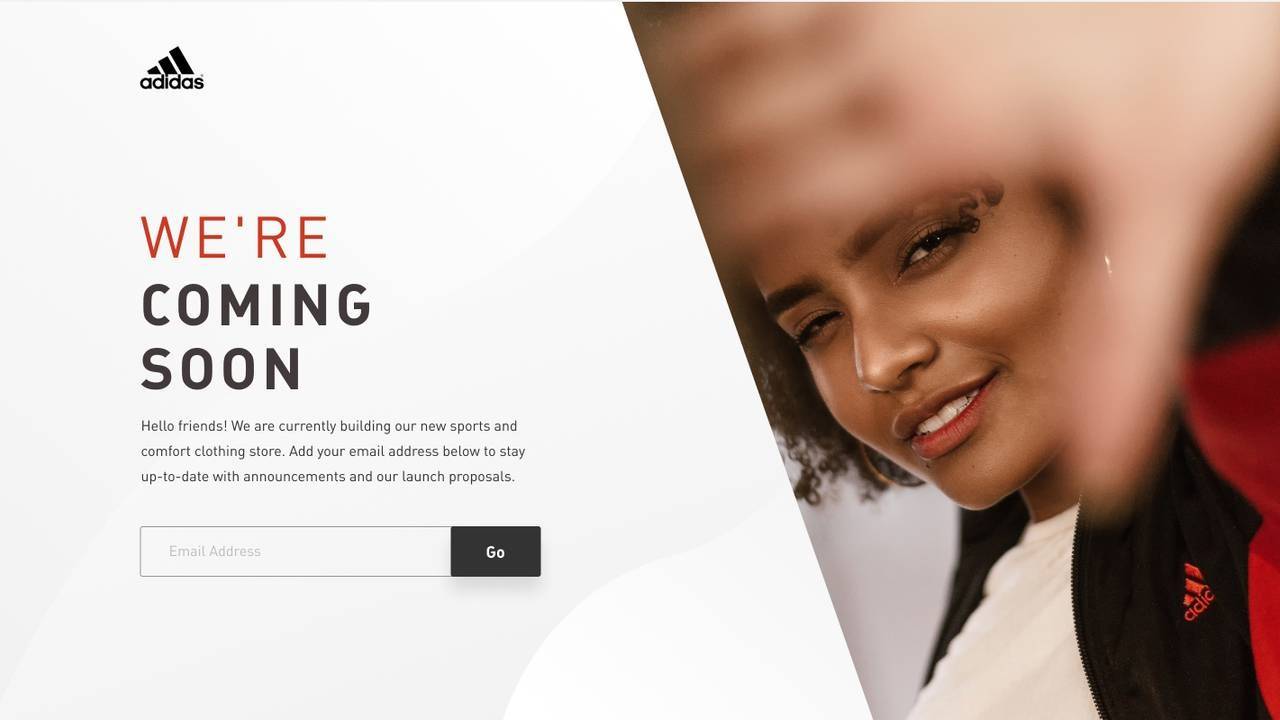 adidas
WE'RE
COMING
SOON
Hello friends! We are currently building our new sports and
comfort clothing store. Add your email address below to stay
up-to-date with announcements and our launch proposals.
Email Address
Go
adid